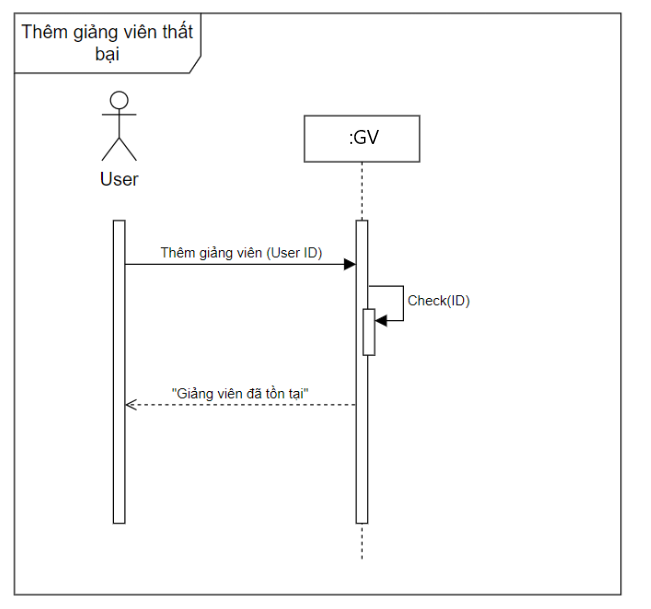 Thêm giảng viên thất
bại
:GV
User
Thêm giảng viên (User ID)
Check(ID)
"Giảng viên đã tồn tại"